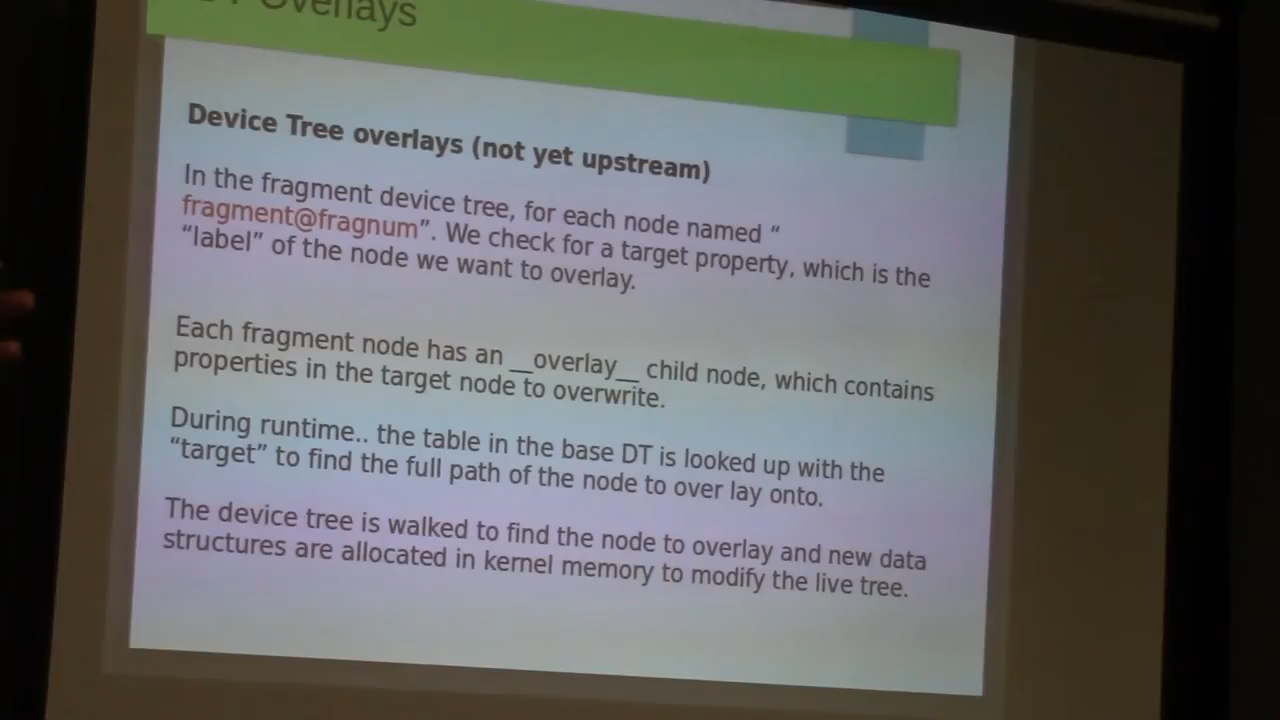 Overlays
Device Tree overlays (not yet upstream)
In the fragment device tree, for each node named “
fragment@fragnum”. We check for a target property, which is the
“label” of the node we want to overlay.
Each fragment node has an __overlay__ child node, which contains
properties in the target node to overwrite.
During runtime.. the table in the base DT is looked up with the
“target” to find the full path of the node to over lay onto.
The device tree is walked to find the node to overlay and new data
structures are allocated in kernel memory to modify the live tree.